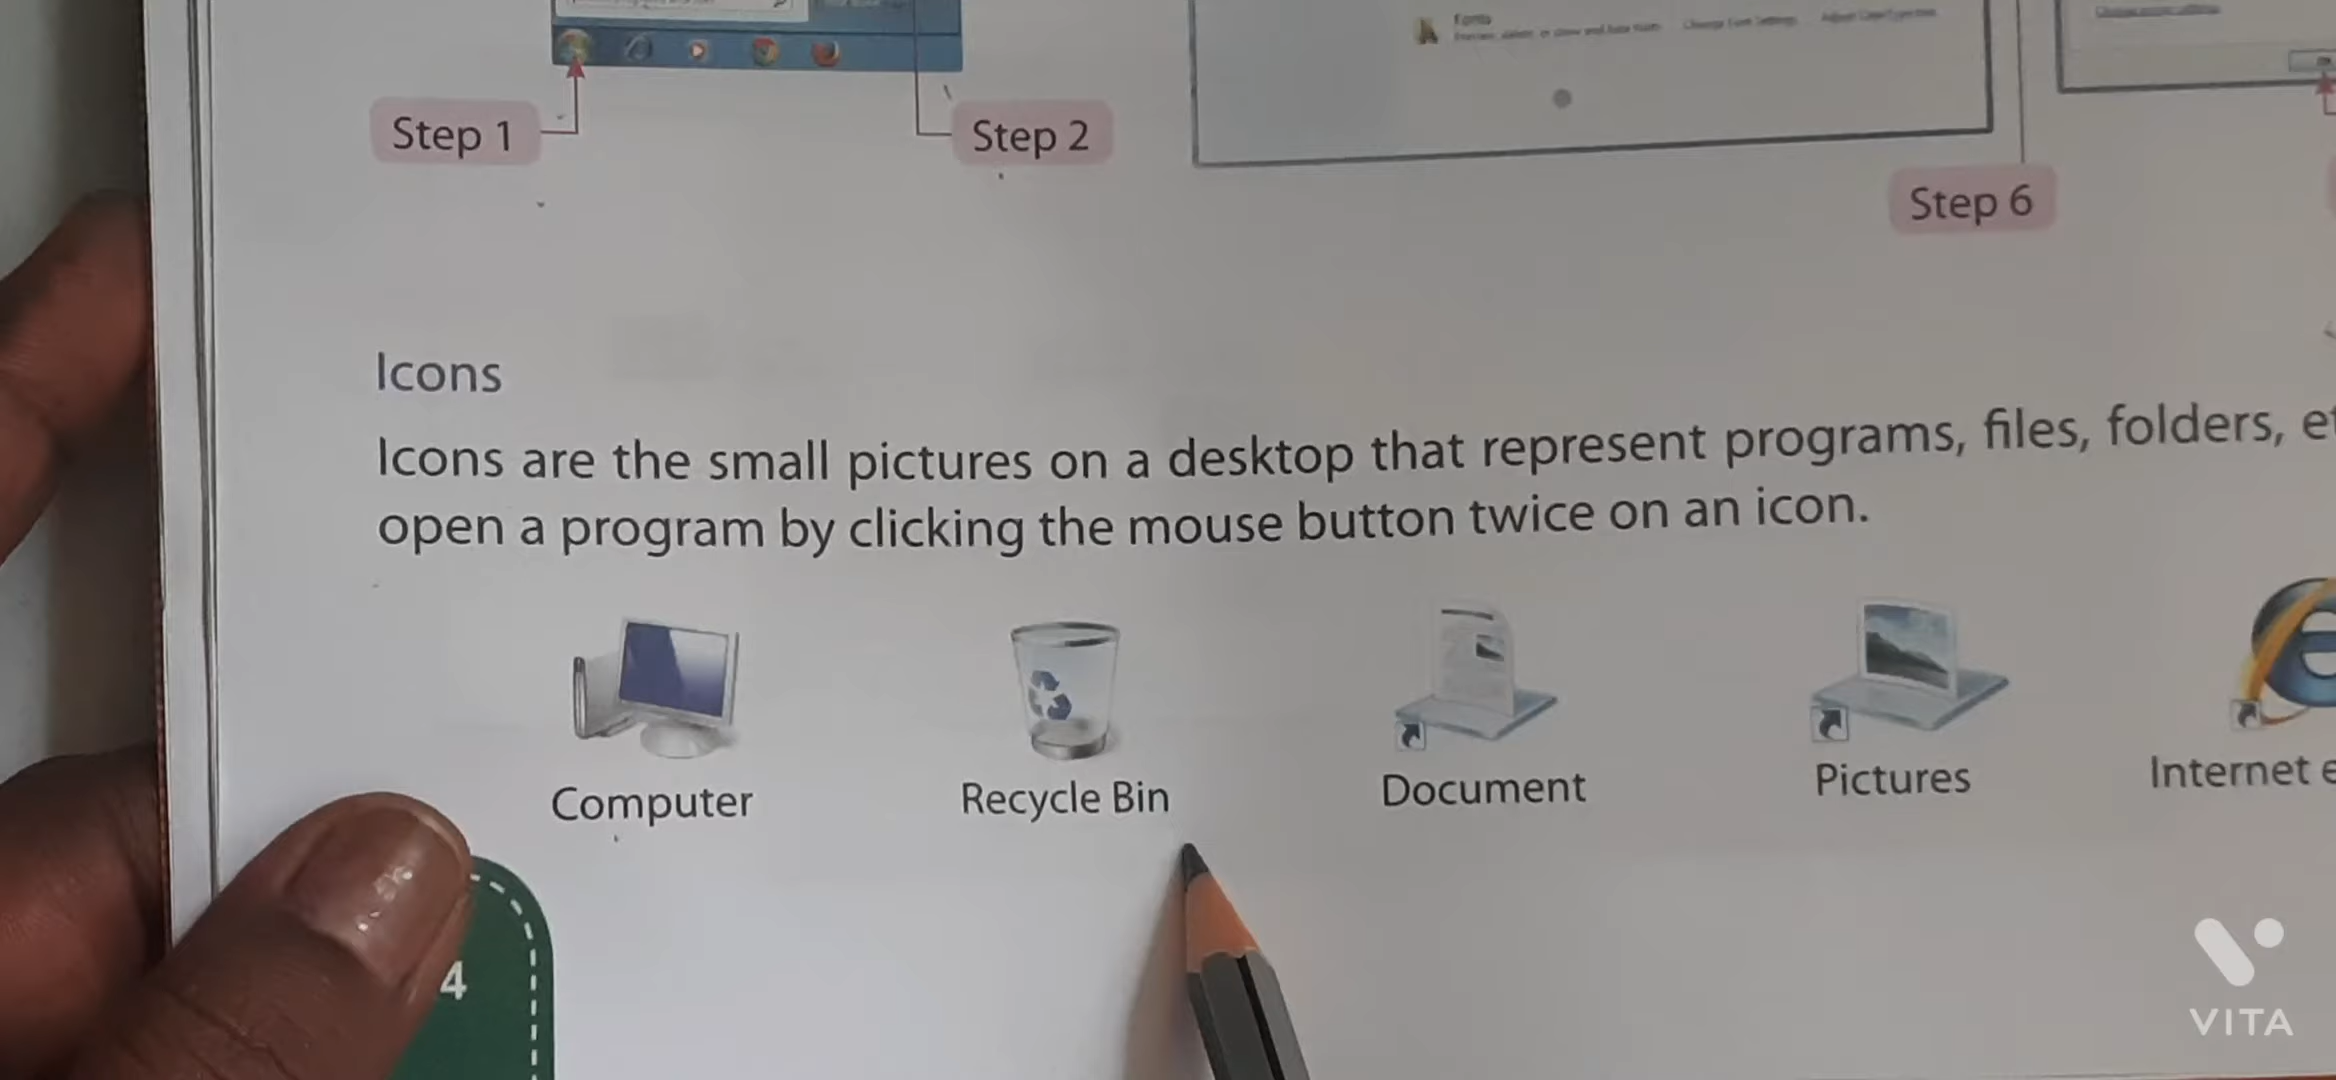 Fonts
Step 1
Step 2
Step 6
Icons
Icons are the small pictures on a desktop that represent programs, files, folders,
open a program by clicking the mouse button twice on an icon.
Computer
Recycle Bin
Document
Pictures
Internet
4
VITA